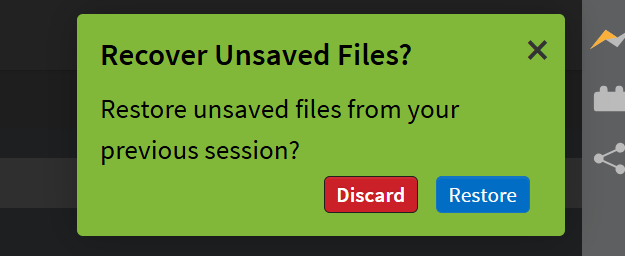 Recover Unsaved Files?
Restore unsaved files from your
previous session?
Discard Restore